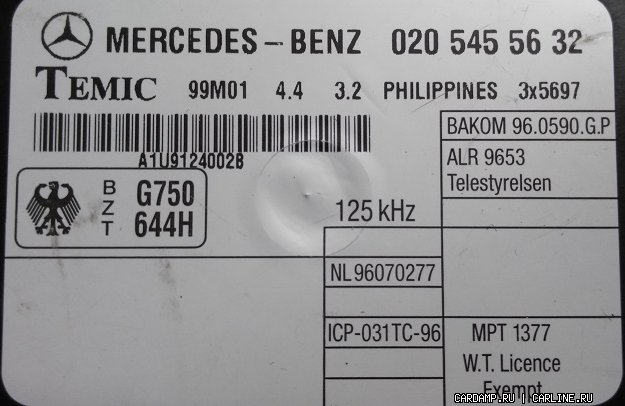 MERCEDES-BENZ 020 545 56 32
TEMIC 99M01 4.4 3.2 PHILIPPINES 3x5697
A1U9124002B
BAKOM 96.0590.G.P
ALR 9653
Telestyrelsen
BZT G750 644H
125 kHz
NL96070277
ICP-031TC-96
MPT 1377
W.T. Licence
Exempt
CARDAMP.RU | CARLINE.RU